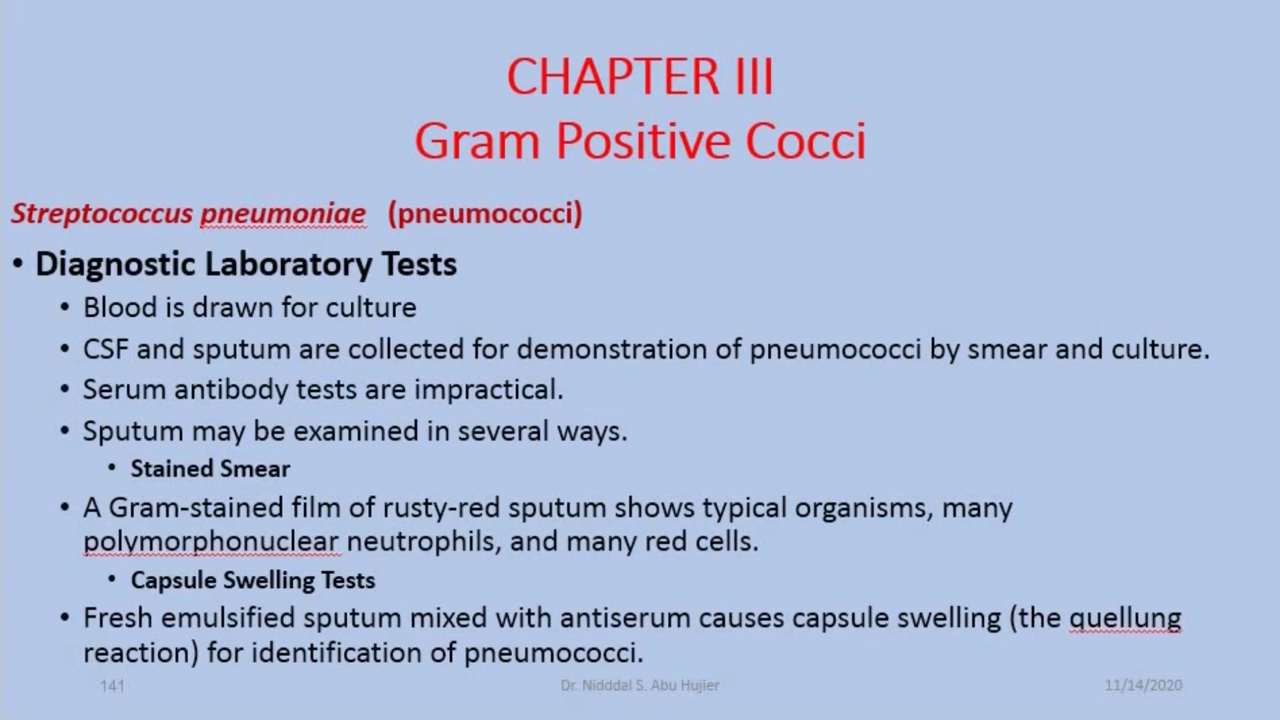 CHAPTER III
Gram Positive Cocci
Streptococcus pneumoniae (pneumococci)
• Diagnostic Laboratory Tests
• Blood is drawn for culture
• CSF and sputum are collected for demonstration of pneumococci by smear and culture.
• Serum antibody tests are impractical.
• Sputum may be examined in several ways.
• Stained Smear
• A Gram-stained film of rusty-red sputum shows typical organisms, many
polymorphonuclear neutrophils, and many red cells.
• Capsule Swelling Tests
• Fresh emulsified sputum mixed with antiserum causes capsule swelling (the quellung
reaction) for identification of pneumococci.
141 Dr. Nidddal S. Abu Hujier 11/14/2020